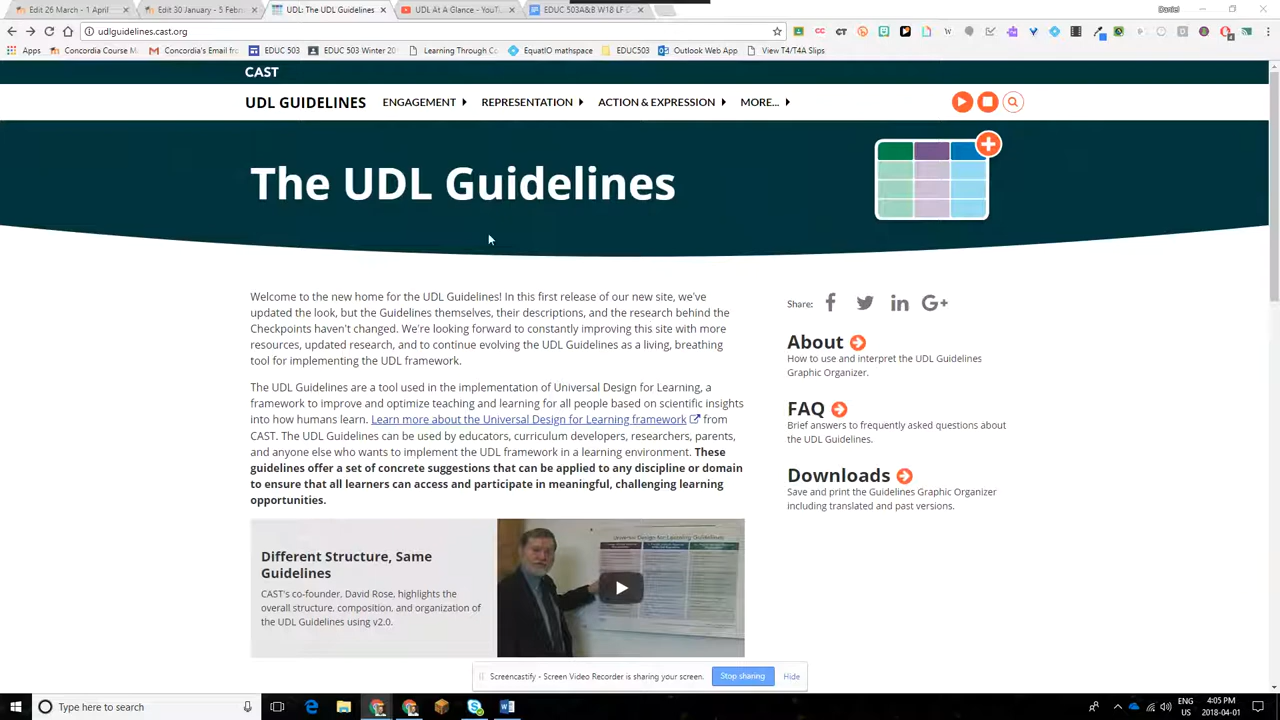 Edit 26 March - 1 April
Edit 30 January - 5 Febru
UDL: The UDL Guidelines
UDL At A Glance - YouTu
EDUC 503A&B W18 LF D
Daniel
udlguidelines.cast.org
Apps
Concordia Course M
Concordia's Email fro
EDUC 503
EDUC 503 Winter 20
Learning Through Co
EquatIO mathspace
EDUC503
Outlook Web App
View T4/T4A Slips
CAST
UDL GUIDELINES
ENGAGEMENT
REPRESENTATION
ACTION & EXPRESSION
MORE...
The UDL Guidelines
Welcome to the new home for the UDL Guidelines! In this first release of our new site, we've
updated the look, but the Guidelines themselves, their descriptions, and the research behind the
Checkpoints haven't changed. We're looking forward to constantly improving this site with more
resources, updated research, and to continue evolving the UDL Guidelines as a living, breathing
tool for implementing the UDL framework.
The UDL Guidelines are a tool used in the implementation of Universal Design for Learning, a
framework to improve and optimize teaching and learning for all people based on scientific insights
into how humans learn. Learn more about the Universal Design for Learning framework from
CAST. The UDL Guidelines can be used by educators, curriculum developers, researchers, parents,
and anyone else who wants to implement the UDL framework in a learning environment. These
guidelines offer a set of concrete suggestions that can be applied to any discipline or domain
to ensure that all learners can access and participate in meaningful, challenging learning
opportunities.
Share:
About
How to use and interpret the UDL Guidelines
Graphic Organizer.
FAQ
Brief answers to frequently asked questions about
the UDL Guidelines.
Downloads
Save and print the Guidelines Graphic Organizer
including translated and past versions.
Different Structure, Same
Guidelines
CAST's co-founder, David Rose, highlights the
overall structure, composition, and organization of
the UDL Guidelines using v2.0.
Universal Design for Learning Guidelines
Screencastify - Screen Video Recorder is sharing your screen.
Stop sharing
Hide
Type here to search
ENG
US
4:05 PM
2018-04-01